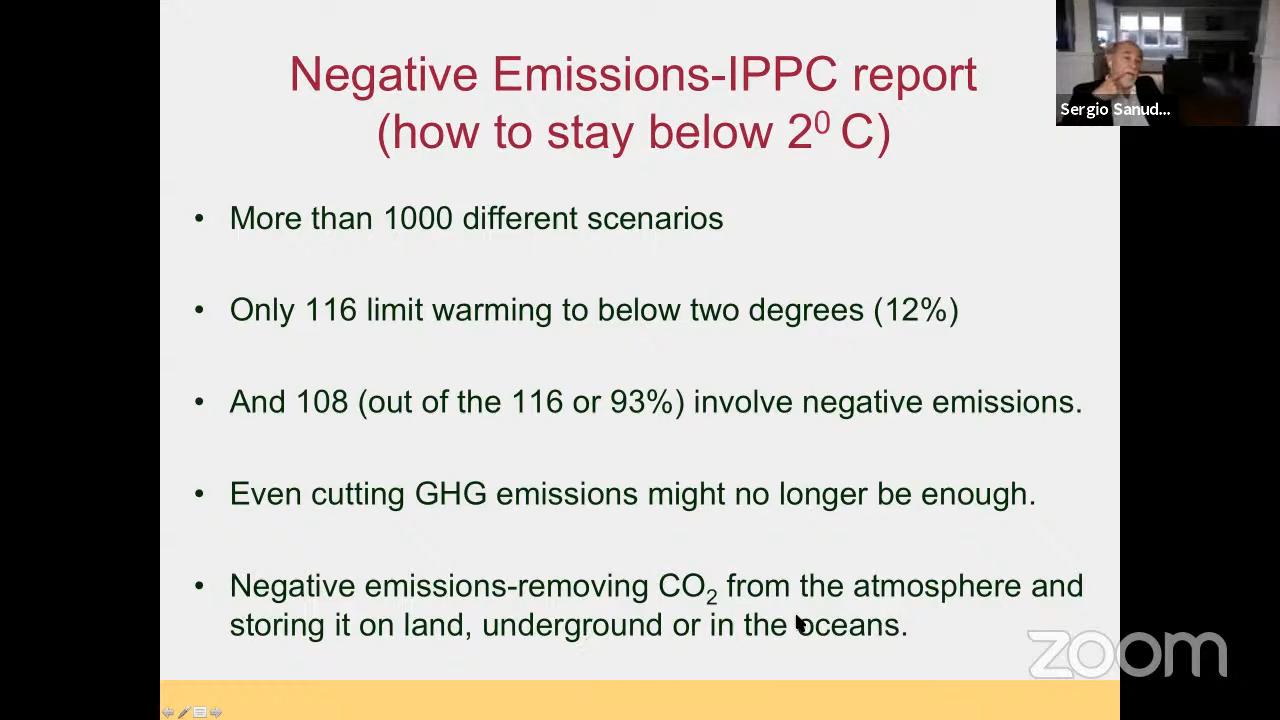 Negative Emissions-IPPC report
(how to stay below 2⁰ C)
Sergio Sanud...
• More than 1000 different scenarios
• Only 116 limit warming to below two degrees (12%)
• And 108 (out of the 116 or 93%) involve negative emissions.
• Even cutting GHG emissions might no longer be enough.
• Negative emissions-removing CO₂ from the atmosphere and
storing it on land, underground or in the oceans.
zoom